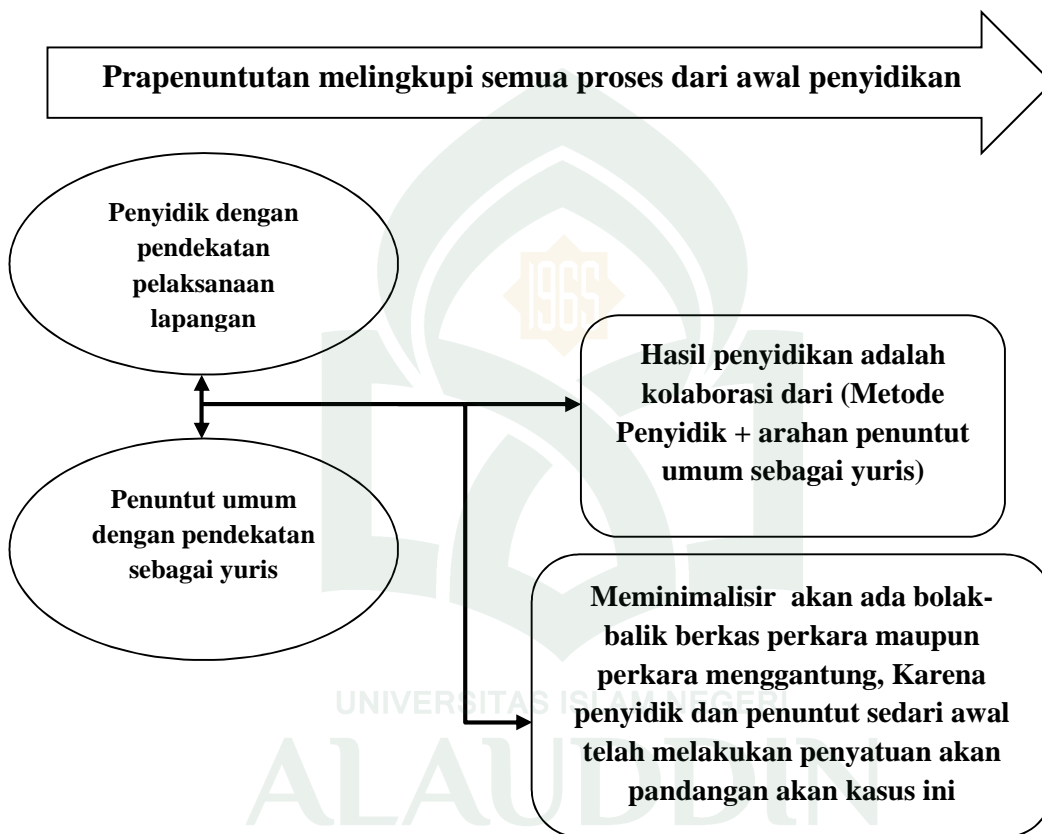 Prapenuntutan melingkupi semua proses dari awal penyidikan
Penyidik dengan
pendekatan
pelaksanaan
lapangan
1965
Hasil penyidikan adalah
kolaborasi dari (Metode
Penyidik + arahan penuntut
umum sebagai yuris)
Penuntut umum
dengan pendekatan
sebagai yuris
Meminimalisir  akan ada bolak-
balik berkas perkara maupun
perkara menggantung, Karena
penyidik dan penuntut sedari awal
telah melakukan penyatuan akan
pandangan akan kasus ini
UNIVERSITAS ISLAM NEGERI
ALAUDDIN